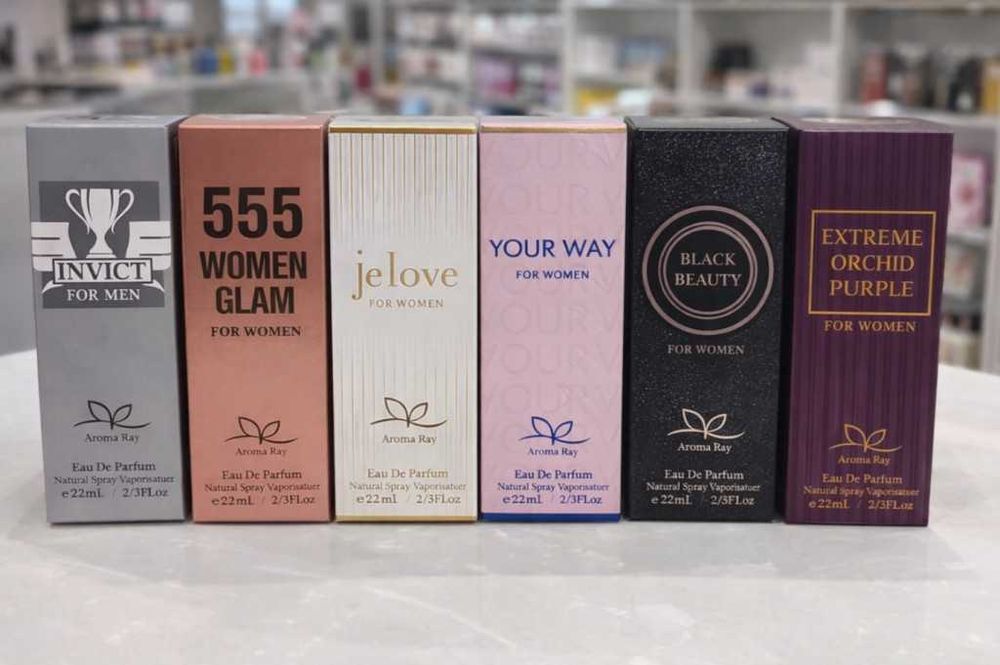 INVICT
FOR MEN
Aroma Ray
Eau De Parfum
Natural Spray Vaporisatuer
e22mL / 2/3FLoz
555
WOMEN
GLAM
FOR WOMEN
Aroma Ray
Eau De Parfum
Natural Spray Vaporisatuer
e22mL / 2/3FLoz
je love
FOR WOMEN
Aroma Ray
Eau De Parfum
Natural Spray Vaporisatuer
e22mL / 2/3FLoz
YOUR WAY
FOR WOMEN
Aroma Ray
Eau De Parfum
Natural Spray Vaporisatuer
e22mL / 2/3FLoz
BLACK
BEAUTY
FOR WOMEN
Aroma Ray
Eau De Parfum
Natural Spray Vaporisatuer
e22mL / 2/3FLoz
EXTREME
ORCHID
PURPLE
FOR WOMEN
Aroma Ray
Eau De Parfum
Natural Spray Vaporisatuer
e22mL / 2/3FLoz